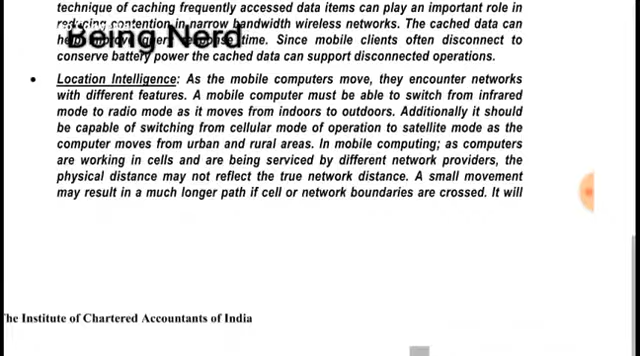 technique of caching frequently accessed data items can play an important role in
reducing contention in narrow bandwidth wireless networks. The cached data can
Being Nerd
help improve query response time. Since mobile clients often disconnect to
conserve battery power the cached data can support disconnected operations.
• Location Intelligence: As the mobile computers move, they encounter networks
with different features. A mobile computer must be able to switch from infrared
mode to radio mode as it moves from indoors to outdoors. Additionally it should
be capable of switching from cellular mode of operation to satellite mode as the
computer moves from urban and rural areas. In mobile computing; as computers
are working in cells and are being serviced by different network providers, the
physical distance may not reflect the true network distance. A small movement
may result in a much longer path if cell or network boundaries are crossed. It will
The Institute of Chartered Accountants of India